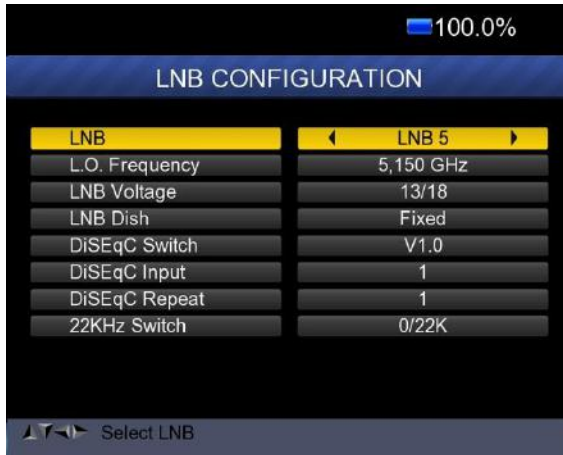 100.0%
LNB CONFIGURATION
LNB LNB 5
L.O. Frequency 5,150 GHz
LNB Voltage 13/18
LNB Dish Fixed
DiSEqC Switch V1.0
DiSEqC Input 1
DiSEqC Repeat 1
22KHz Switch 0/22K
Select LNB